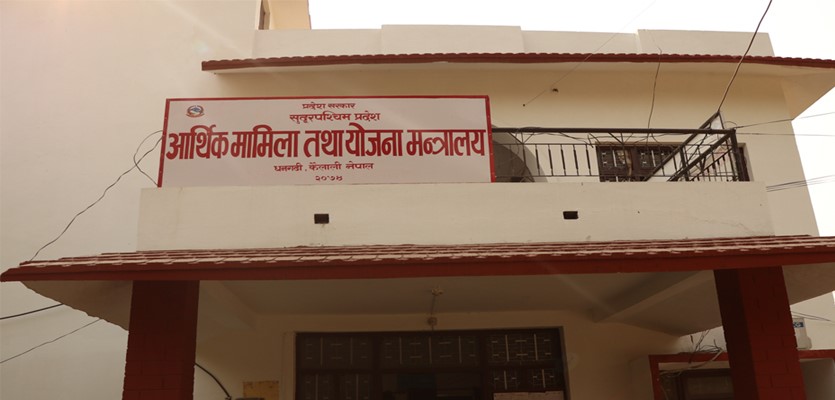 प्रदेश सरकार
सुदूरपश्चिम प्रदेश
आर्थिक मामिला तथा योजना मन्त्रालय
धनगढी, कैलाली नेपाल
२०७५